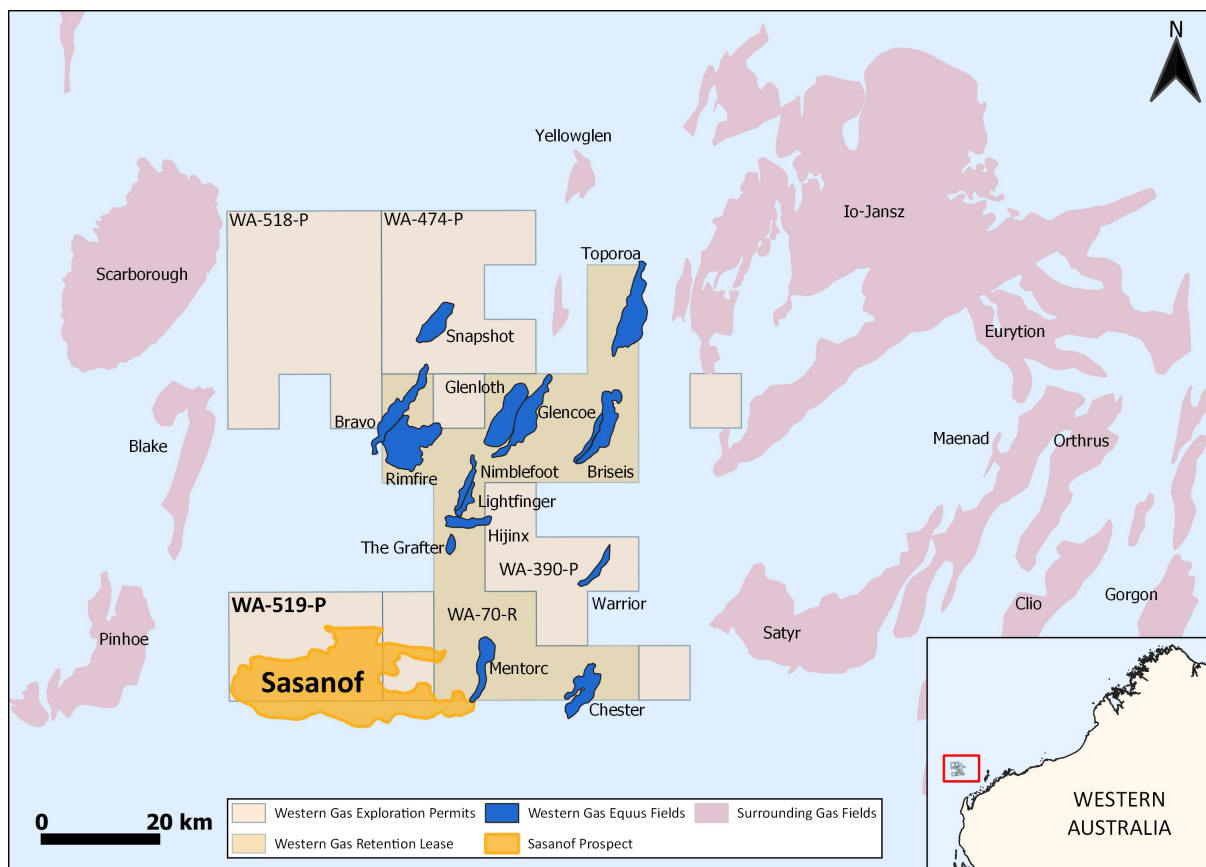 N
Yellowglen
WA-518-P
WA-474-P
Io-Jansz
Toporoa
Scarborough
Snapshot
Eurytion
Glenloth
Bravo
Glencoe
Blake
Maenad
Orthrus
Rimfire
Nimblefoot
Briseis
Lightfinger
Hijinx
The Grafter
WA-390-P
WA-519-P
Warrior
Clio
Gorgon
WA-70-R
Satyr
Pinhoe
Mentorc
Sasanof
Chester
0
20 km
Western Gas Exploration Permits
Western Gas Equus Fields
Surrounding Gas Fields
Western Gas Retention Lease
Sasanof Prospect
WESTERN
AUSTRALIA